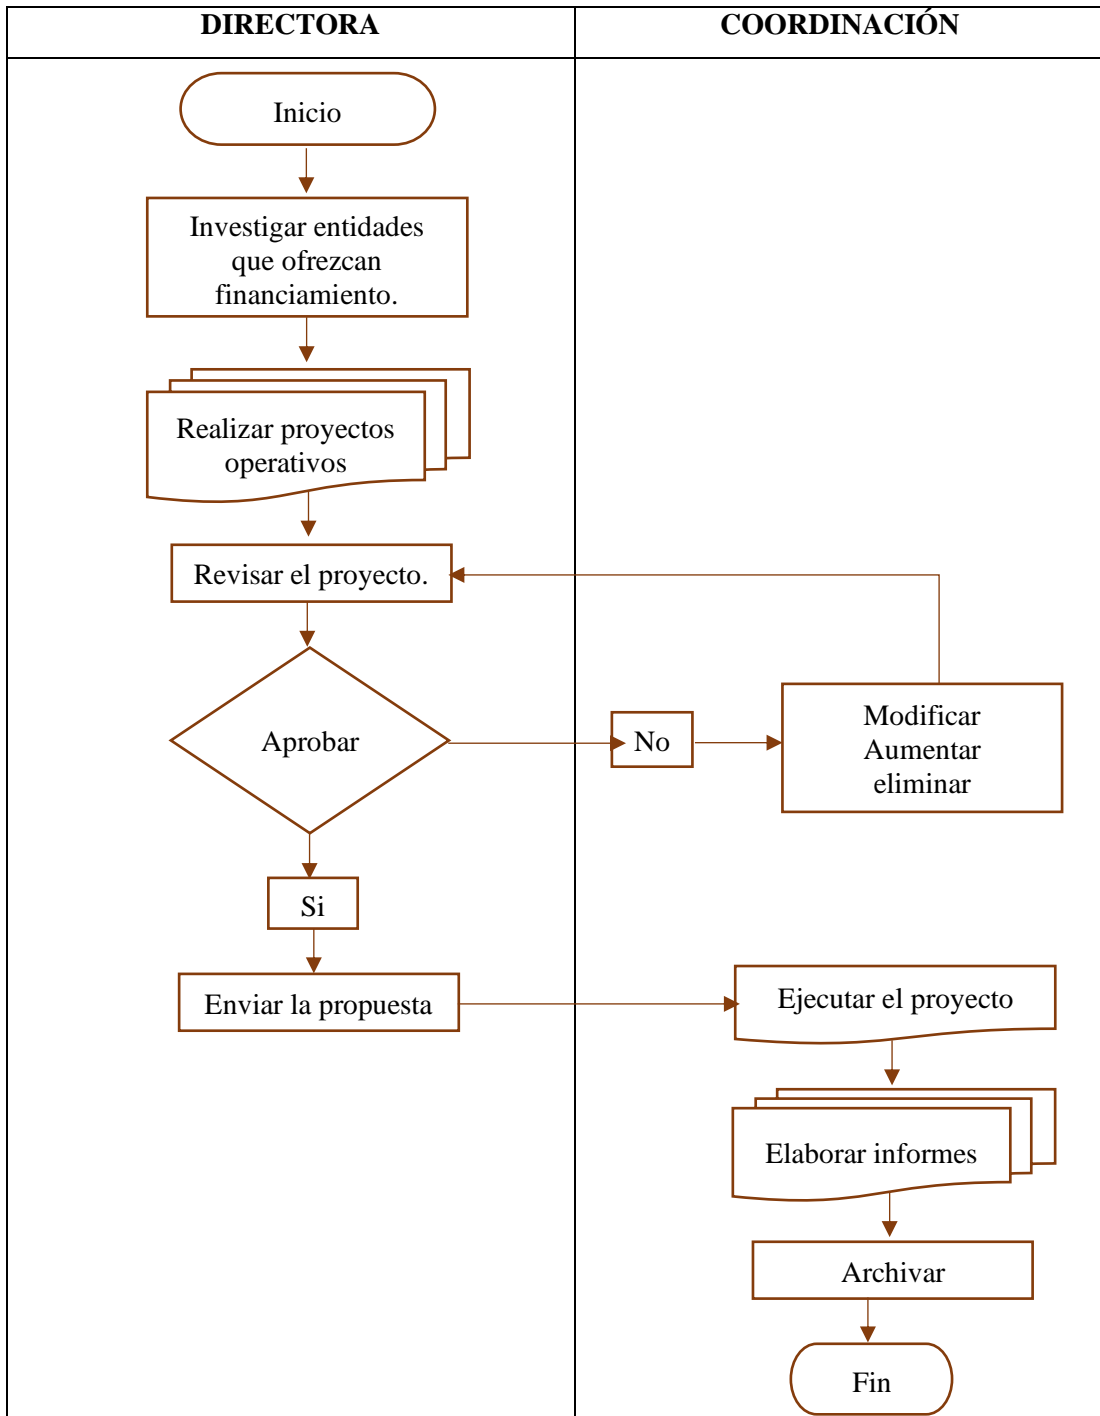 DIRECTORA
COORDINACIÓN
Inicio
Investigar entidades
que ofrezcan
financiamiento.
Realizar proyectos
operativos
Revisar el proyecto.
Aprobar
No
Modificar
Aumentar
eliminar
Si
Enviar la propuesta
Ejecutar el proyecto
Elaborar informes
Archivar
Fin